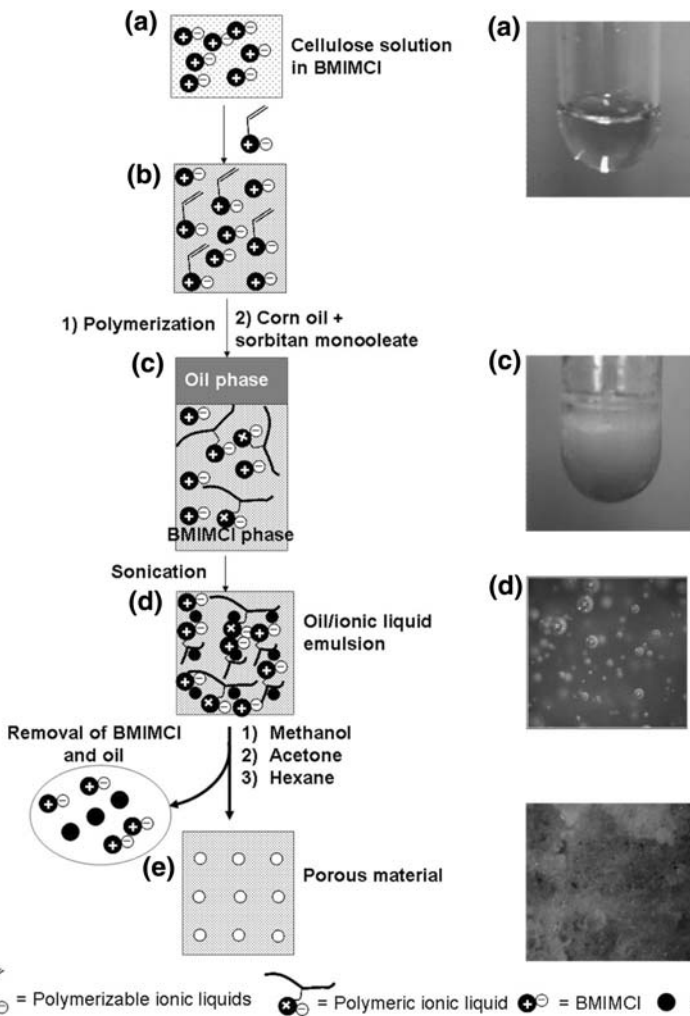 (a)
Cellulose solution
in BMIMCl
(a)
(b)
1) Polymerization
2) Corn oil +
sorbitan monooleate
(c)
Oil phase
BMIMCl phase
(c)
Sonication
(d)
Oil/ionic liquid
emulsion
(d)
Removal of BMIMCl
and oil
1) Methanol
2) Acetone
3) Hexane
(e)
Porous material
= Polymerizable ionic liquids
= Polymeric ionic liquid
= BMIMCl